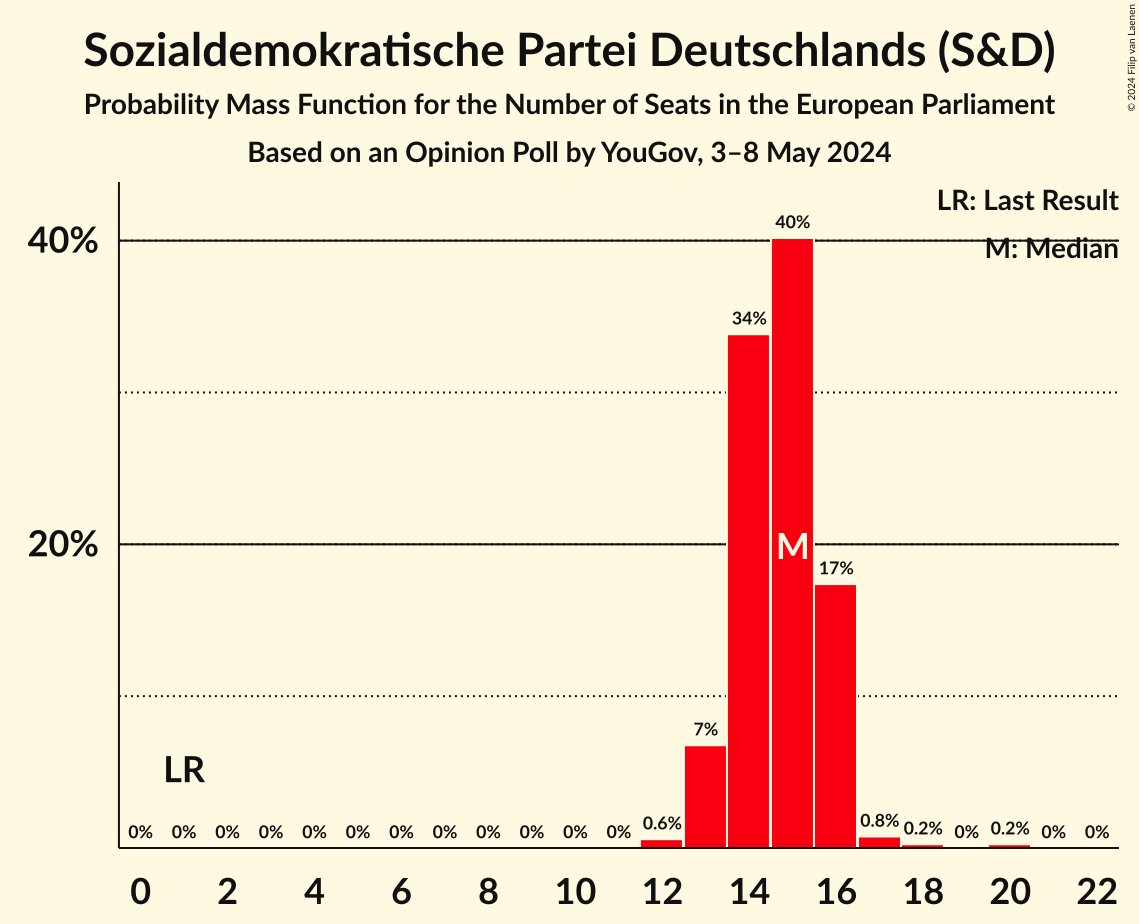 Sozialdemokratische Partei Deutschlands (S&D)
Probability Mass Function for the Number of Seats in the European Parliament
Based on an Opinion Poll by YouGov, 3–8 May 2024
© 2024 Filip van Laenen
LR: Last Result
M: Median
40%
20%
40%
34%
M
17%
7%
LR
0% 0% 0% 0% 0% 0% 0% 0% 0% 0% 0% 0% 0.6% 0.8% 0.2% 0% 0.2% 0% 0%
0 2 4 6 8 10 12 14 16 18 20 22